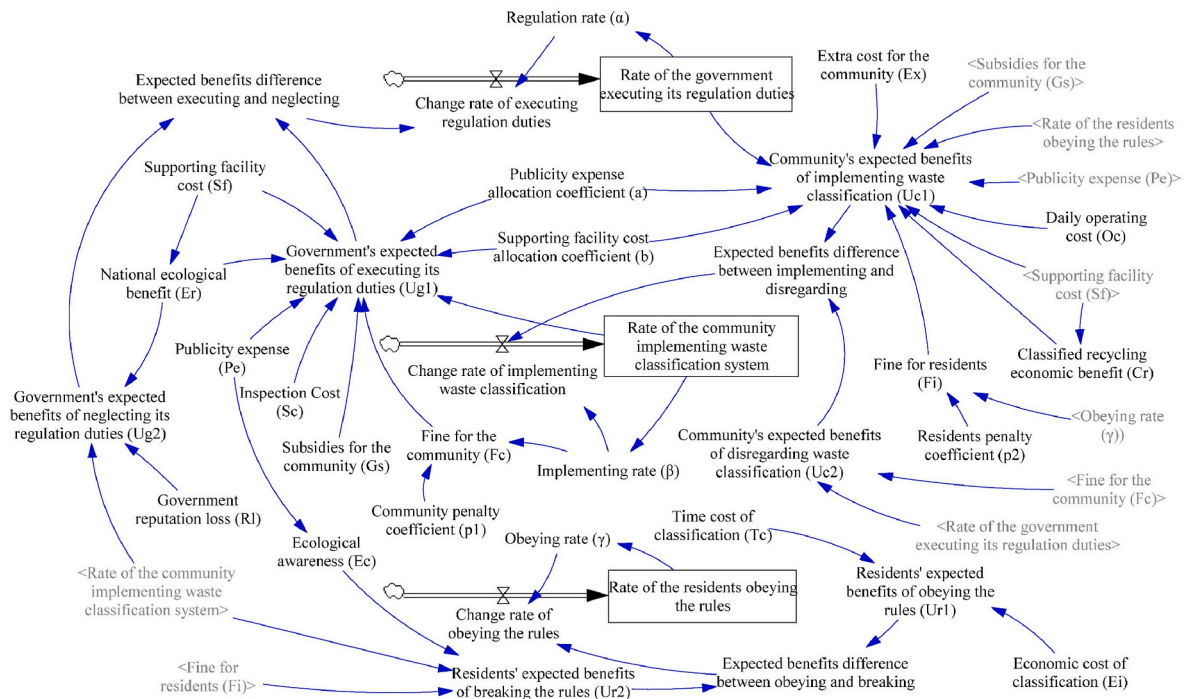 Regulation rate (α)
Expected benefits difference
between executing and neglecting
Change rate of executing
regulation duties
Rate of the government
executing its regulation duties
Extra cost for the
community (Ex)
<Subsidies for the
community (Gs)>
<Rate of the residents
obeying the rules>
<Publicity expense (Pe)>
Community's expected benefits
of implementing waste
classification (Uc1)
Daily operating
cost (Oc)
Supporting facility
cost (Sf)
Publicity expense
allocation coefficient (a)
Supporting facility cost
allocation coefficient (b)
Government's expected
benefits of executing its
regulation duties (Ug1)
Expected benefits difference
between implementing and
disregarding
National ecological
benefit (Er)
<Supporting facility
cost (Sf)>
Publicity expense
(Pe)
Change rate of implementing
waste classification
Rate of the community
implementing waste
classification system
Fine for residents
(Fi)
Classified recycling
economic benefit (Cr)
Government's expected
benefits of neglecting its
regulation duties (Ug2)
Inspection Cost
(Sc)
Subsidies for the
community (Gs)
Fine for the
community (Fc)
Implementing rate (β)
Community's expected benefits
of disregarding waste
classification (Uc2)
Residents penalty
coefficient (p2)
<Obeying rate
(γ))
<Fine for the
community (Fc)>
Government
reputation loss (Rl)
Community penalty
coefficient (p1)
Time cost of
classification (Tc)
<Rate of the government
executing its regulation duties>
Ecological
awareness (Ec)
Obeying rate (γ)
<Rate of the community
implementing waste
classification system>
Change rate of
obeying the rules
Rate of the residents obeying
the rules
Residents' expected
benefits of obeying the
rules (Ur1)
<Fine for
residents (Fi)>
Residents' expected benefits
of breaking the rules (Ur2)
Expected benefits difference
between obeying and breaking
Economic cost of
classification (Ei)